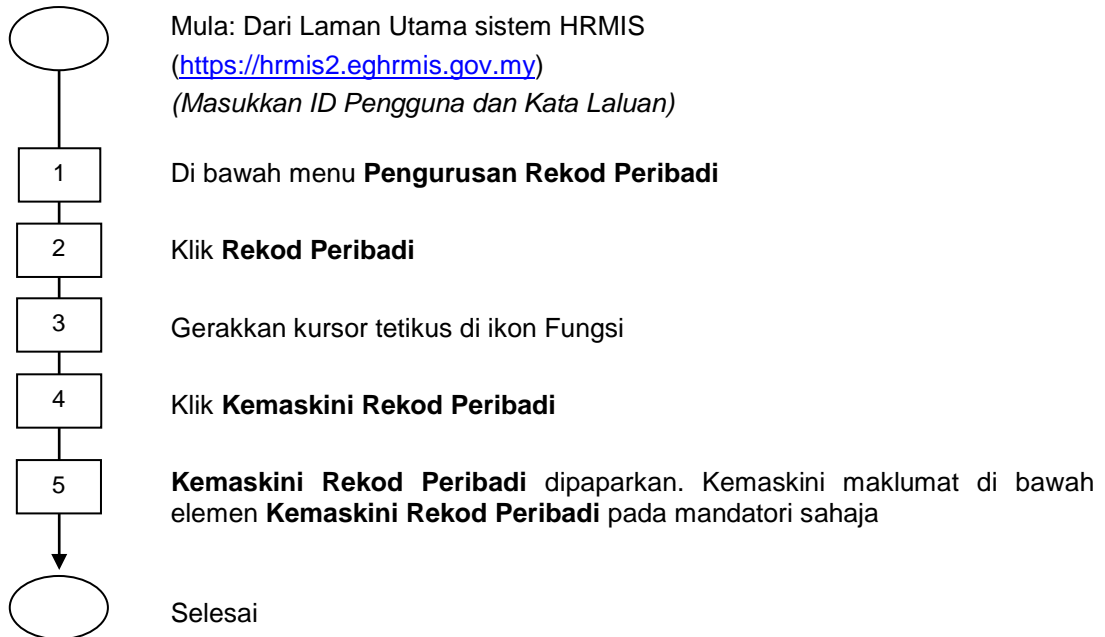 Mula: Dari Laman Utama sistem HRMIS
(https://hrmis2.eghrmis.gov.my)
(Masukkan ID Pengguna dan Kata Laluan)
1
Di bawah menu Pengurusan Rekod Peribadi
2
Klik Rekod Peribadi
3
Gerakkan kursor tetikus di ikon Fungsi
4
Klik Kemaskini Rekod Peribadi
5
Kemaskini Rekod Peribadi dipaparkan. Kemaskini maklumat di bawah
elemen Kemaskini Rekod Peribadi pada mandatori sahaja
Selesai